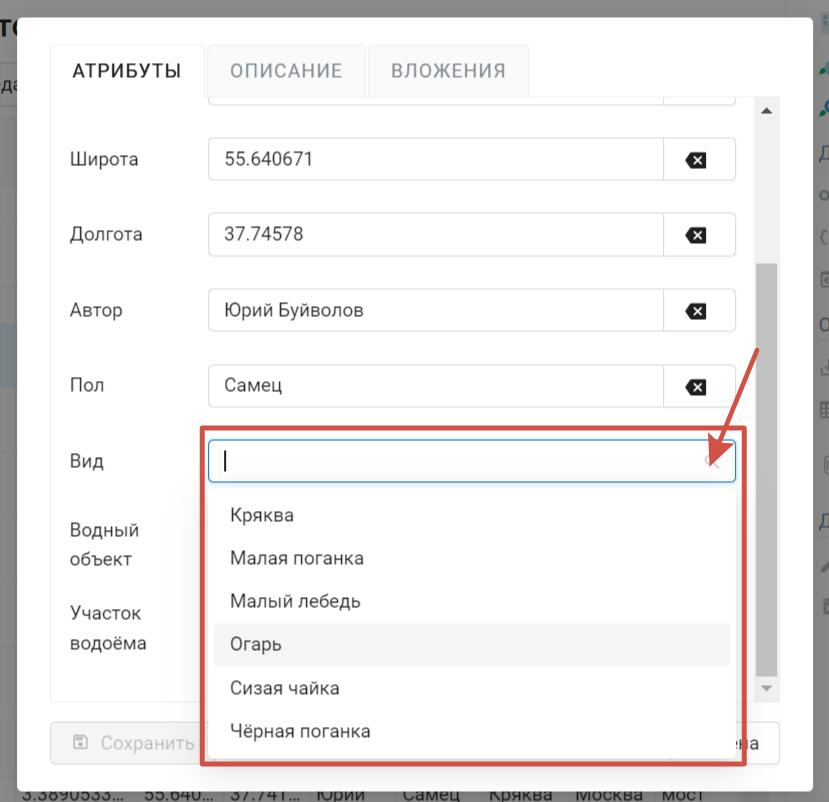 АТРИБУТЫ ОПИСАНИЕ ВЛОЖЕНИЯ
Широта 55.640671
Долгота 37.74578
Автор Юрий Буйволов
Пол Самец
Вид
Кряква
Водный
объект
Малая поганка
Малый лебедь
Участок
водоёма
Огарь
Сизая чайка
Чёрная поганка
Сохранить
3.3890533... 55.640... 37.741... Юрий Самец Кряква Москва мост